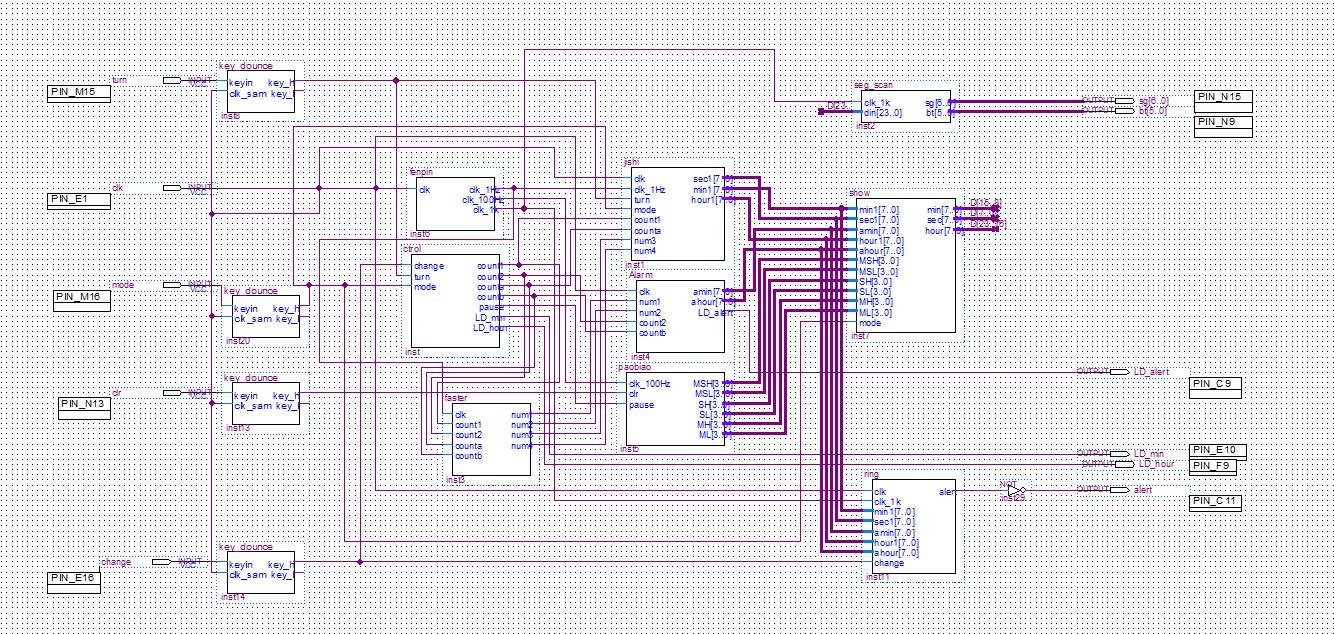 turn
PIN_M15
INPUT
VCC
key_dounce
keyin
key_h
clk_sam
key_l
inst8
clk
PIN_E1
INPUT
VCC
mode
PIN_M16
INPUT
VCC
key_dounce
keyin
key_h
clk_sam
key_l
inst20
clr
PIN_N13
INPUT
VCC
key_dounce
keyin
key_h
clk_sam
key_l
inst13
change
PIN_E16
INPUT
VCC
key_dounce
keyin
key_h
clk_sam
key_l
inst14
fenpin
clk
clk_1Hz
clk_100Hz
clk_1k
inst6
ctrol
change
turn
mode
count1
count2
counta
countb
pause
LD_min
LD_hour
inst
faster
clk
count1
count2
counta
countb
num1
num2
num3
num4
inst3
jishi
clk
clk_1Hz
turn
mode
count1
counta
num3
num4
sec1[7..0]
min1[7..0]
hour1[7..0]
inst1
Alarm
clk
num1
num2
count2
countb
amin[7..0]
ahour[7..0]
LD_alert
inst4
paobiao
clk_100Hz
clr
pause
MSH[3..0]
MSL[3..0]
SH[3..0]
SL[3..0]
MH[3..0]
ML[3..0]
inst5
seg_scan
clk_1k
din[23..0]
sg[6..0]
bt[5..0]
inst2
OUTPUT
sg[6..0]
OUTPUT
bt[5..0]
PIN_N15
PIN_N9
show
min1[7..0]
sec1[7..0]
amin[7..0]
hour1[7..0]
ahour[7..0]
MSH[3..0]
MSL[3..0]
SH[3..0]
SL[3..0]
MH[3..0]
ML[3..0]
mode
min[7..0]
sec[7..0]
hour[7..0]
inst7
OUTPUT
LD_alert
PIN_C9
OUTPUT
LD_min
PIN_E10
OUTPUT
LD_hour
PIN_F9
ring
clk
clk_1k
min1[7..0]
sec1[7..0]
amin[7..0]
hour1[7..0]
ahour[7..0]
change
alert
inst11
NOT
inst29
OUTPUT
alert
PIN_C11